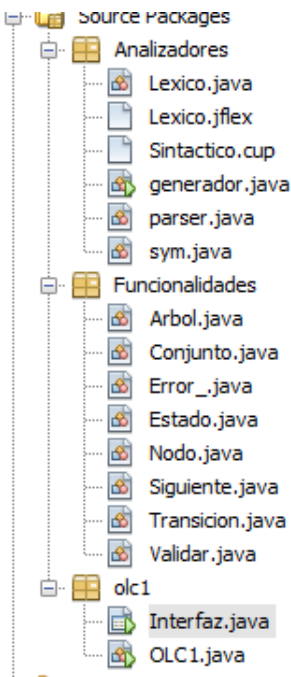 Source Packages
Analizadores
Lexico.java
Lexico.jflex
Sintactico.cup
generador.java
parser.java
sym.java
Funcionalidades
Arbol.java
Conjunto.java
Error_.java
Estado.java
Nodo.java
Siguiente.java
Transicion.java
Validar.java
olc1
Interfaz.java
OLC1.java